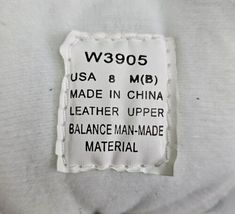 W3905
USA 8 M(B)
MADE IN CHINA
LEATHER UPPER
BALANCE MAN-MADE
MATERIAL